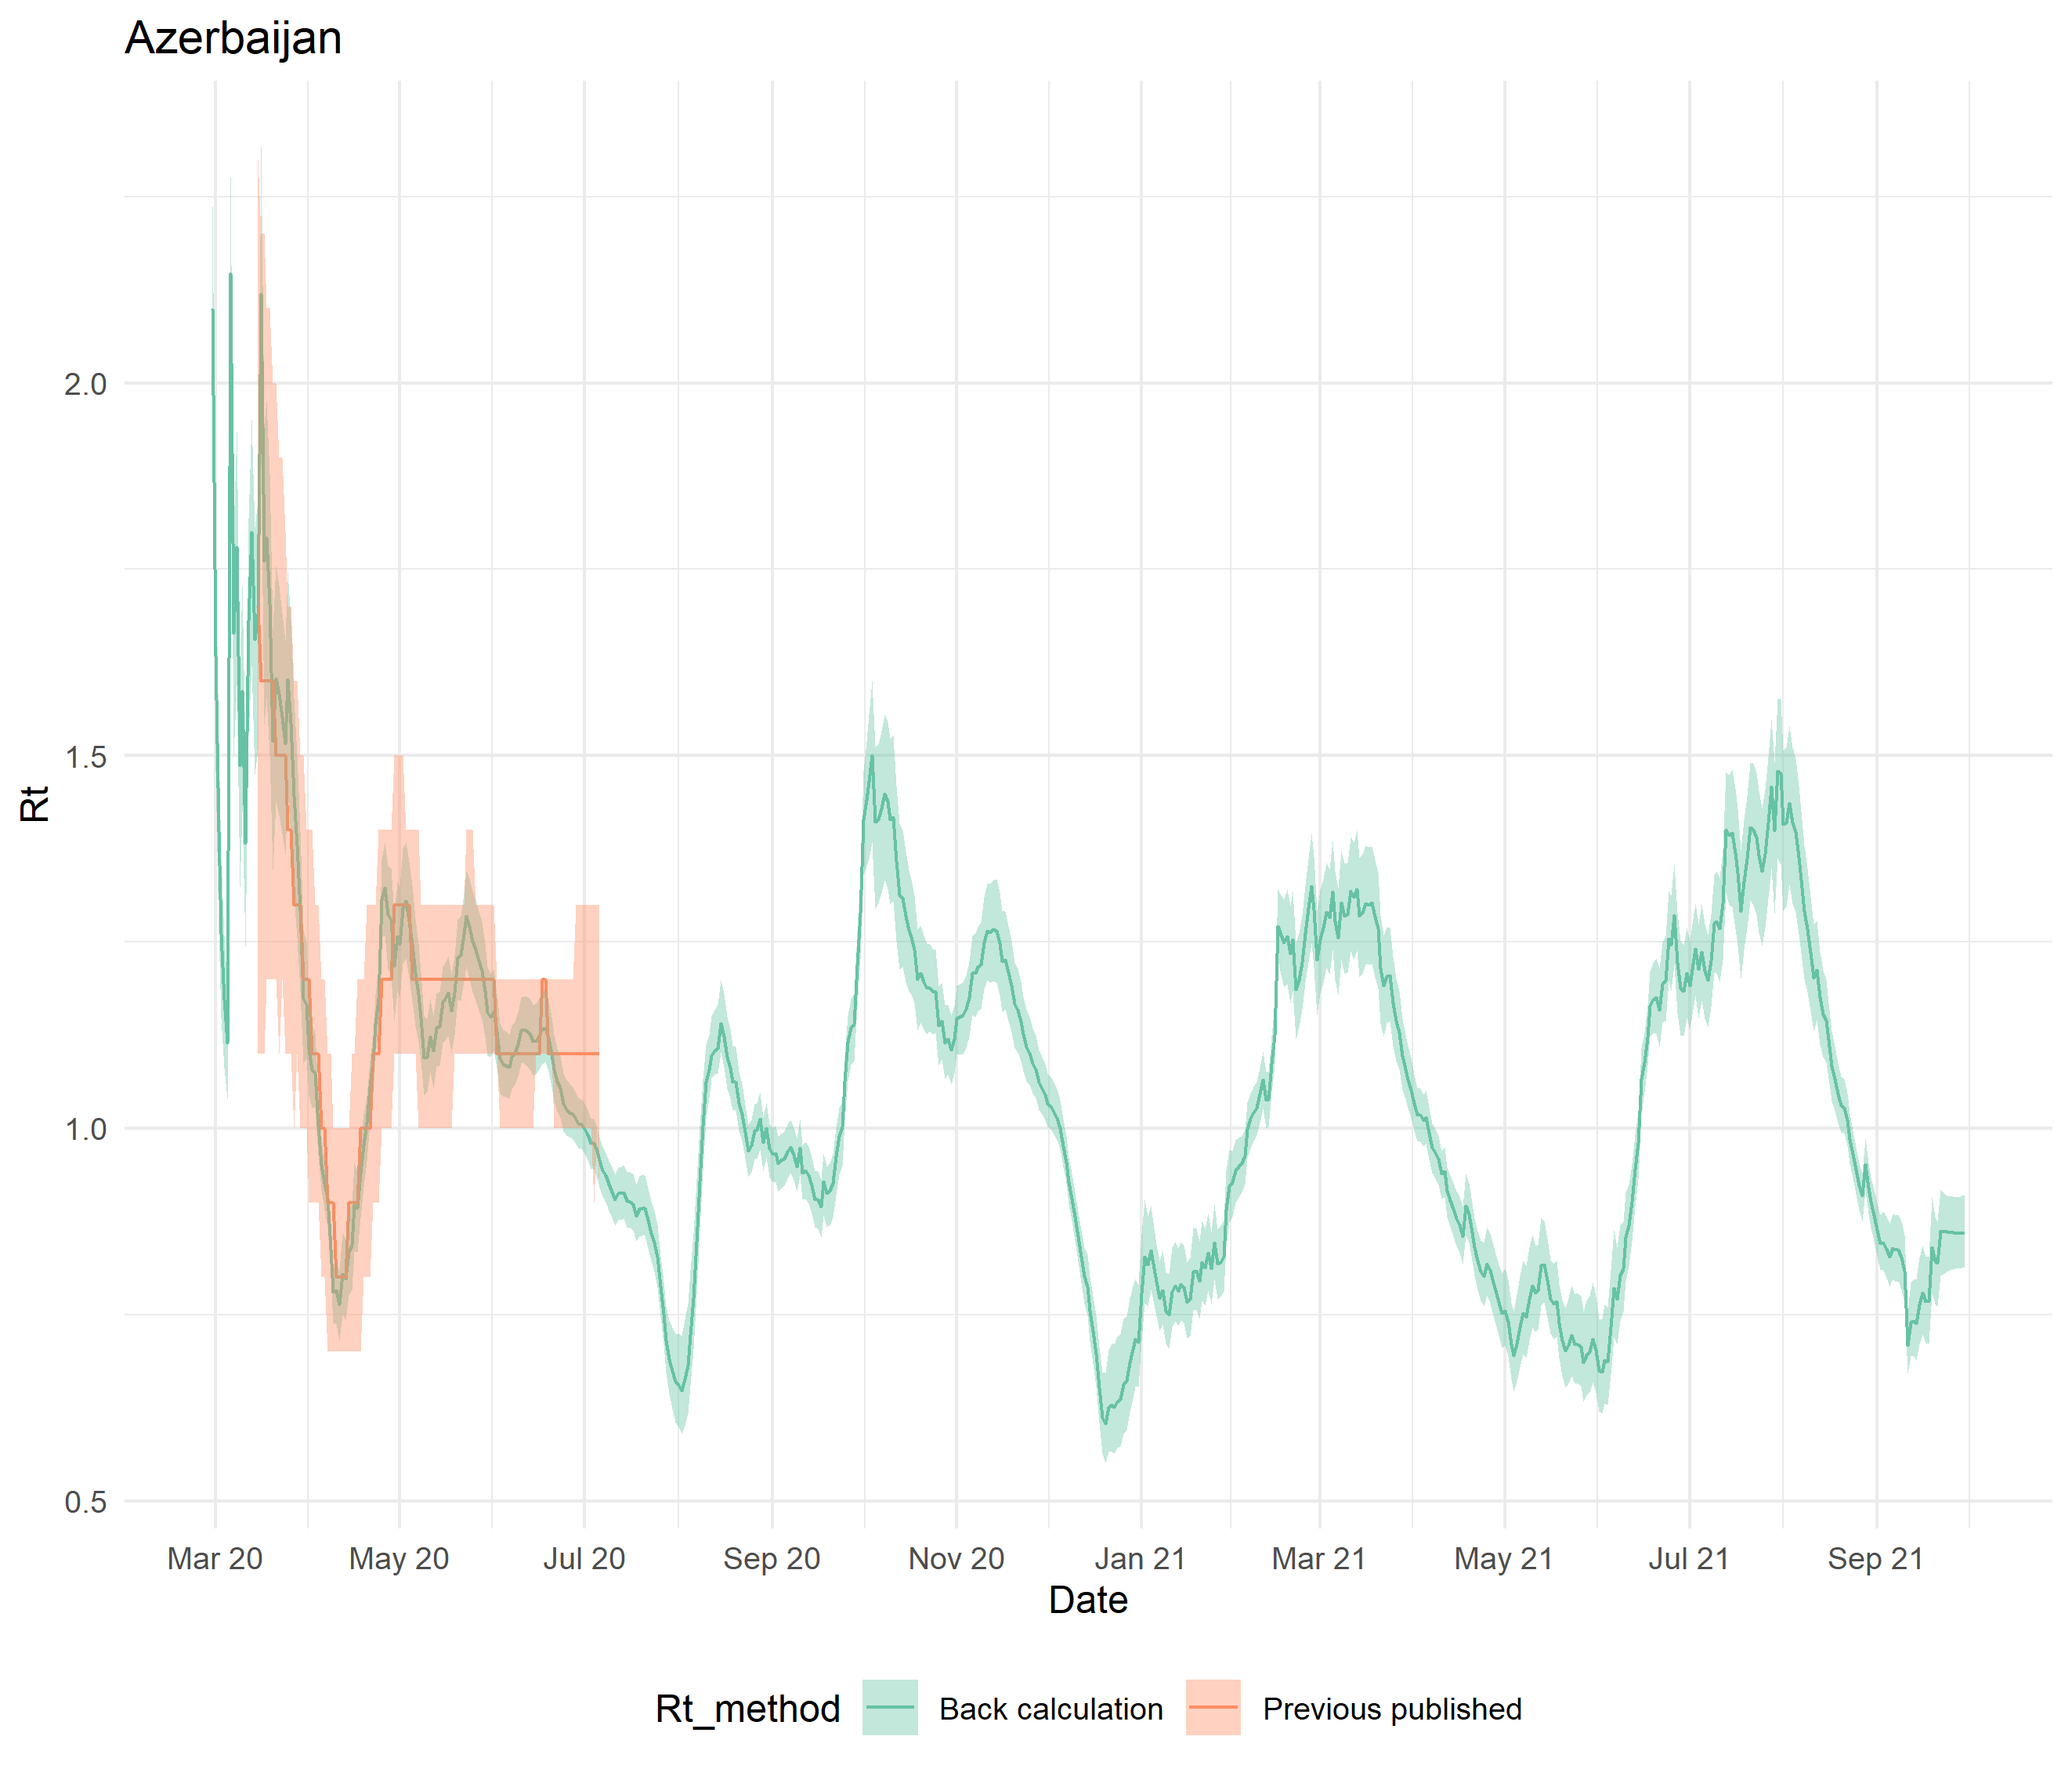 Azerbaijan
2.0
1.5
1.0
0.5
Rt
Mar 20 May 20 Jul 20 Sep 20 Nov 20 Jan 21 Mar 21 May 21 Jul 21 Sep 21
Date
Rt_method Back calculation Previous published